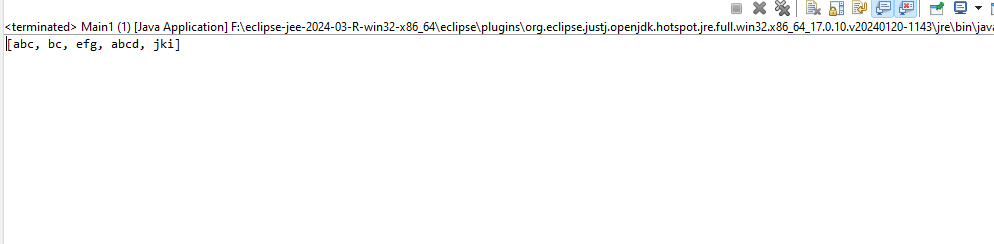 <terminated> Main1 (1) [Java Application] F:\eclipse-jee-2024-03-R-win32-x86_64\eclipse\plugins\org.eclipse.justj.openjdk.hotspot.jre.full.win32.x86_64_17.0.10.v20240120-1143\jre\bin\java
[abc, bc, efg, abcd, jki]